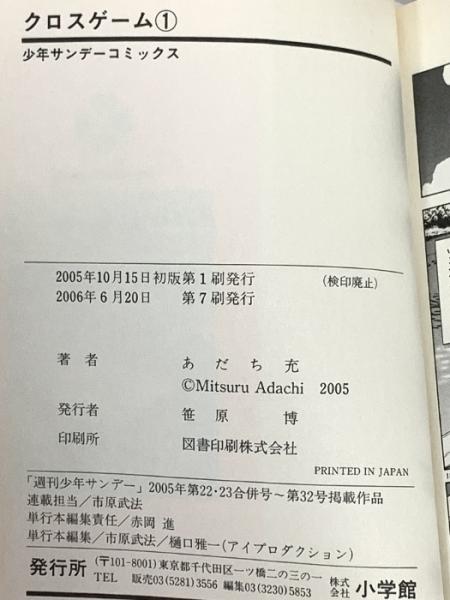 クロスゲーム①
少年サンデーコミックス
2005年10月15日初版第1刷発行 (検印廃止)
2006年6月20日 第7刷発行
著者 あだち充
©Mitsuru Adachi 2005
発行者 笹原博
印刷所 図書印刷株式会社
PRINTED IN JAPAN
「週刊少年サンデー」2005年第22・23合併号〜第32号掲載作品
連載担当/市原武法
単行本編集責任/赤岡進
単行本編集/市原武法/樋口雅一(アイプロダクション)
発行所 (〒101-8001)東京都千代田区一ツ橋二の三の一 株式会社 小学館
TEL 販売03(5281)3556 編集03(3230)5853